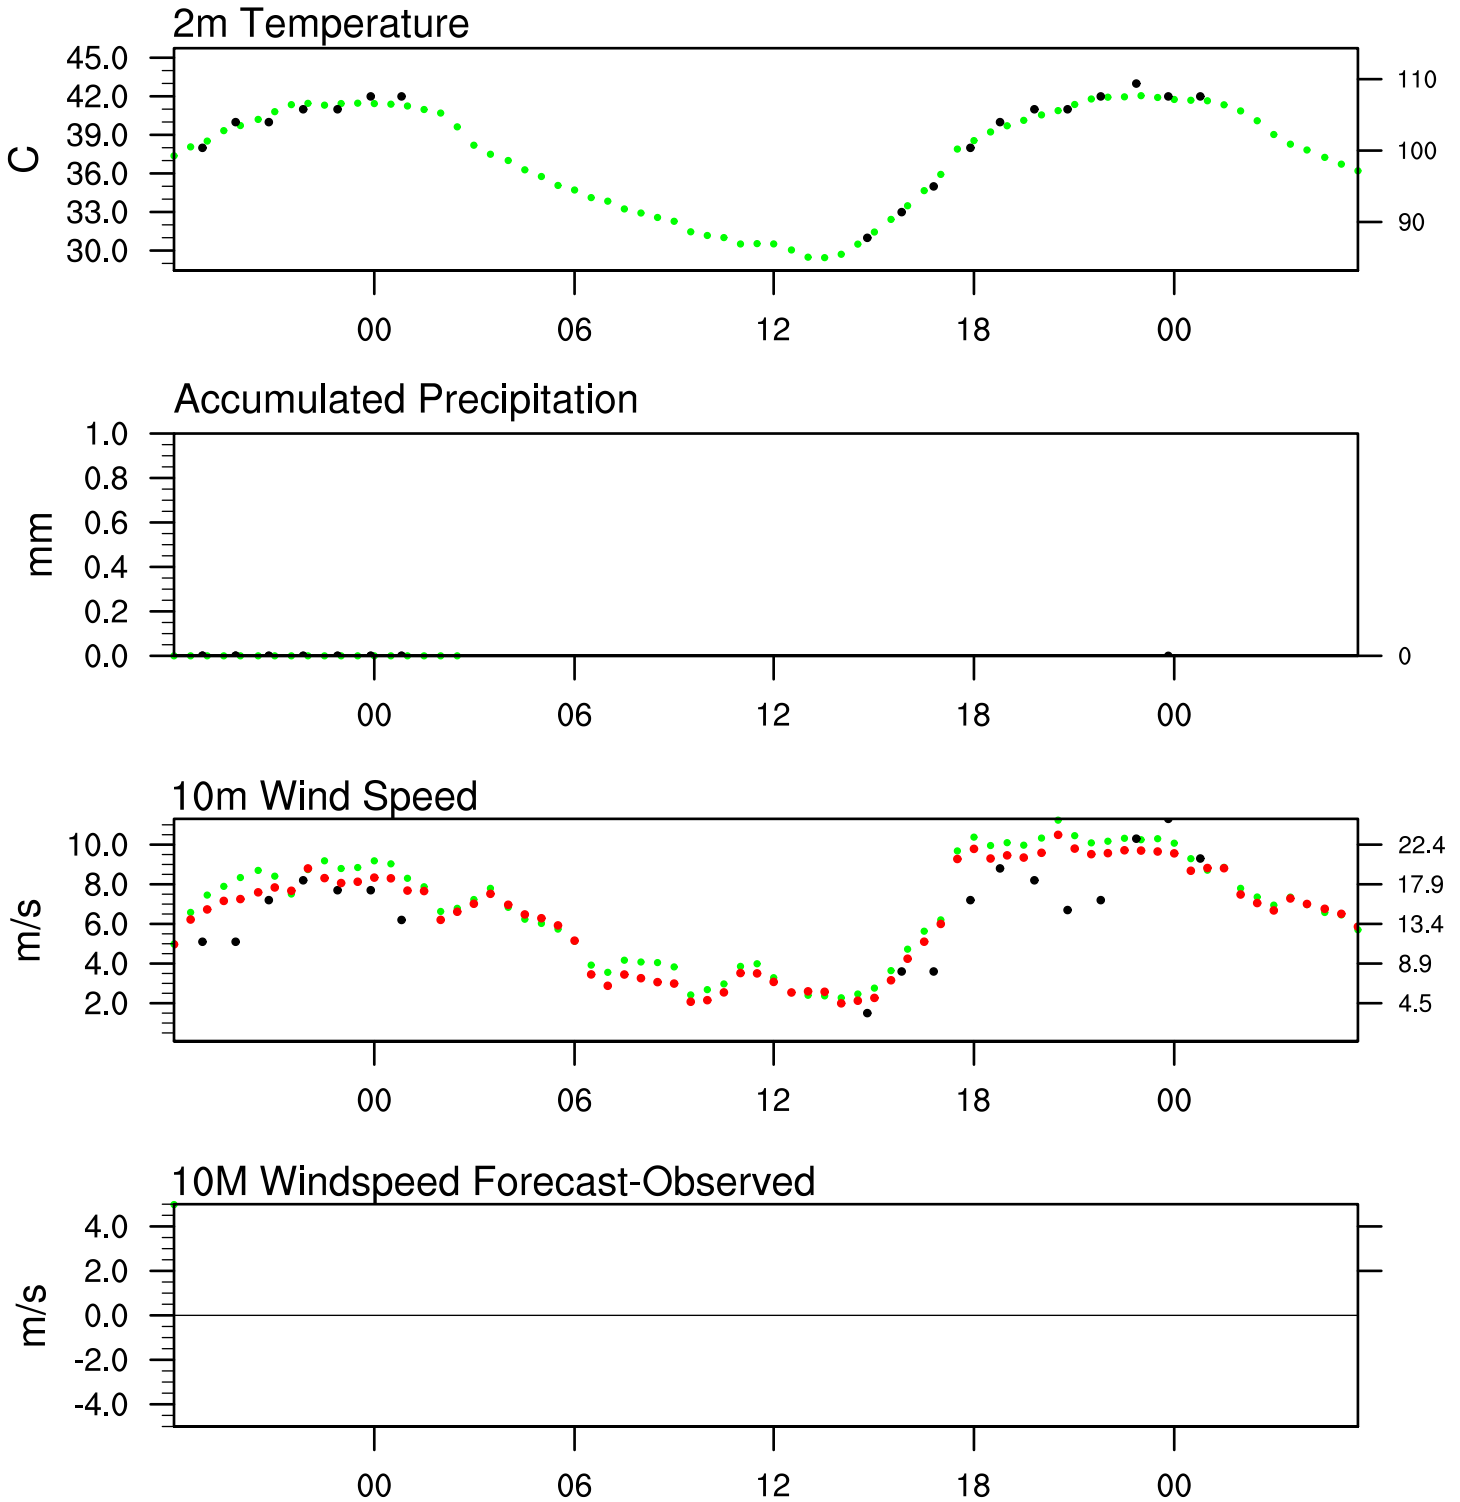 2m Temperature
45.0
42.0
39.0
36.0
33.0
30.0
C
110
100
90
00 06 12 18 00
Accumulated Precipitation
1.0
0.8
0.6
0.4
0.2
0.0
mm
0
00 06 12 18 00
10m Wind Speed
10.0
8.0
6.0
4.0
2.0
m/s
22.4
17.9
13.4
8.9
4.5
00 06 12 18 00
10M Windspeed Forecast-Observed
4.0
2.0
0.0
-2.0
-4.0
m/s
00 06 12 18 00